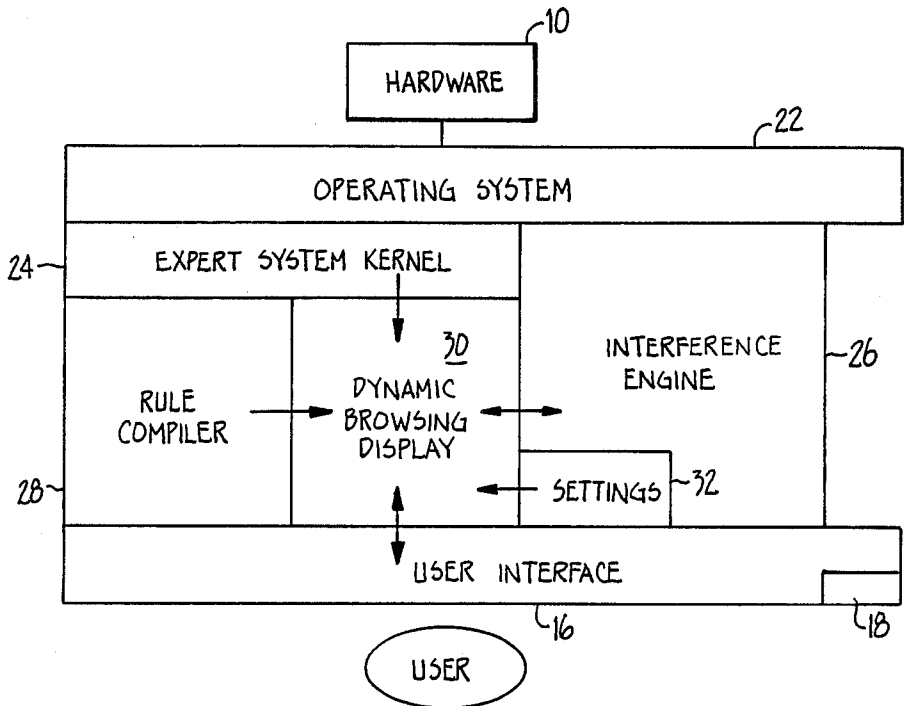 10
HARDWARE
22
OPERATING SYSTEM
24
EXPERT SYSTEM KERNEL
30
INTERFERENCE
ENGINE
26
RULE
COMPILER
DYNAMIC
BROWSING
DISPLAY
28
SETTINGS
32
USER INTERFACE
16
18
USER